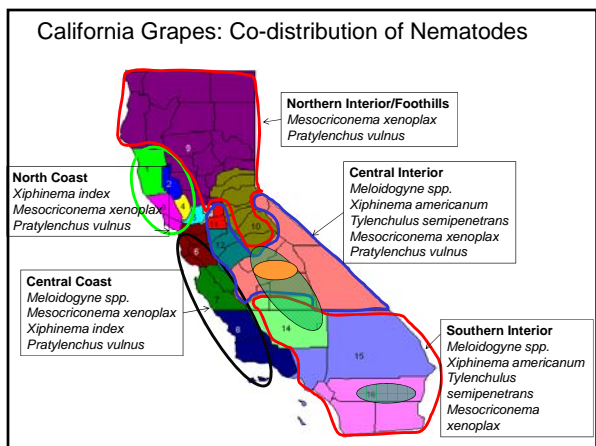 California Grapes: Co-distribution of Nematodes
Northern Interior/Foothills
Mesocriconema xenoplax
Pratylenchus vulnus
North Coast
Xiphinema index
Mesocriconema xenoplax
Pratylenchus vulnus
Central Interior
Meloidogyne spp.
Xiphinema americanum
Tylenchulus semipenetrans
Mesocriconema xenoplax
Pratylenchus vulnus
Central Coast
Meloidogyne spp.
Mesocriconema xenoplax
Xiphinema index
Pratylenchus vulnus
Southern Interior
Meloidogyne spp.
Xiphinema americanum
Tylenchulus
semipenetrans
Mesocriconema
xenoplax
9
1
2
4
10
11
12
6
7
8
14
15
16